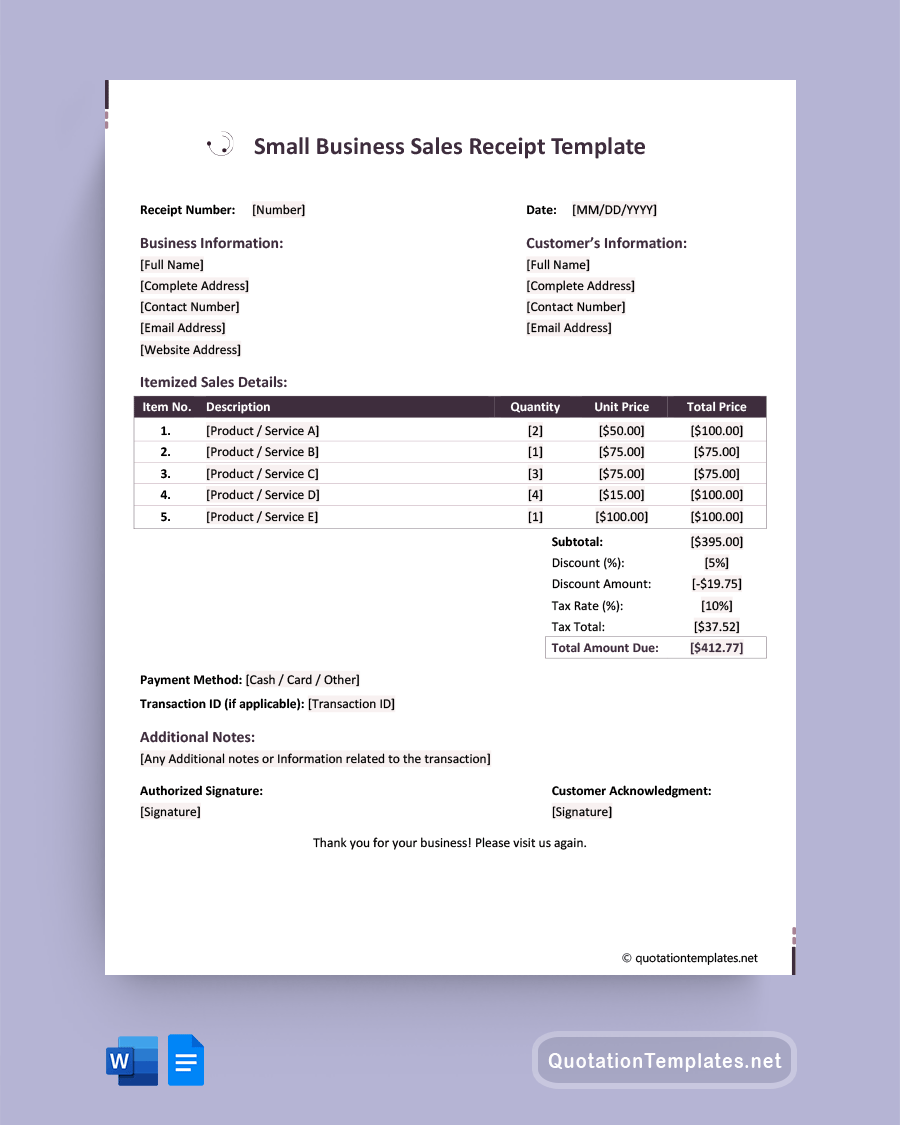 Small Business Sales Receipt Template
Receipt Number: [Number] Date: [MM/DD/YYYY]
Business Information: Customer’s Information:
[Full Name] [Full Name]
[Complete Address] [Complete Address]
[Contact Number] [Contact Number]
[Email Address] [Email Address]
[Website Address]
Itemized Sales Details:
Item No. Description Quantity Unit Price Total Price
1. [Product / Service A] [2] [$50.00] [$100.00]
2. [Product / Service B] [1] [$75.00] [$75.00]
3. [Product / Service C] [3] [$75.00] [$75.00]
4. [Product / Service D] [4] [$15.00] [$100.00]
5. [Product / Service E] [1] [$100.00] [$100.00]
Subtotal: [$395.00]
Discount (%): [5%]
Discount Amount: [-$19.75]
Tax Rate (%): [10%]
Tax Total: [$37.52]
Total Amount Due: [$412.77]
Payment Method: [Cash / Card / Other]
Transaction ID (if applicable): [Transaction ID]
Additional Notes:
[Any Additional notes or Information related to the transaction]
Authorized Signature: Customer Acknowledgment:
[Signature] [Signature]
Thank you for your business! Please visit us again.
© quotationtemplates.net
W
QuotationTemplates.net